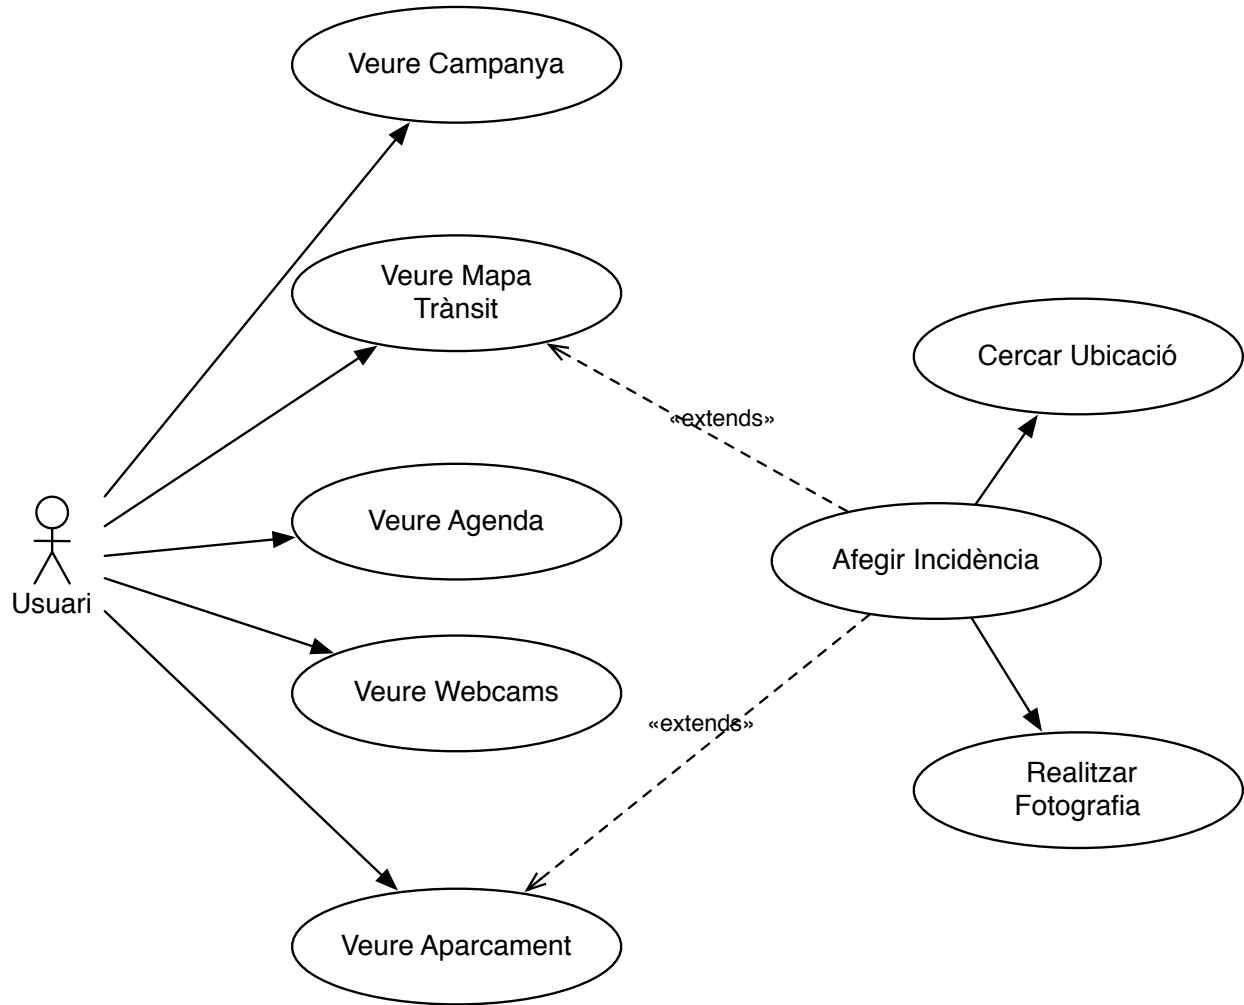 Veure Campanya
Veure Mapa
Trànsit
Cercar Ubicació
«extends»
Veure Agenda
Afegir Incidència
Usuari
Veure Webcams
«extends»
Realitzar
Fotografia
Veure Aparcament